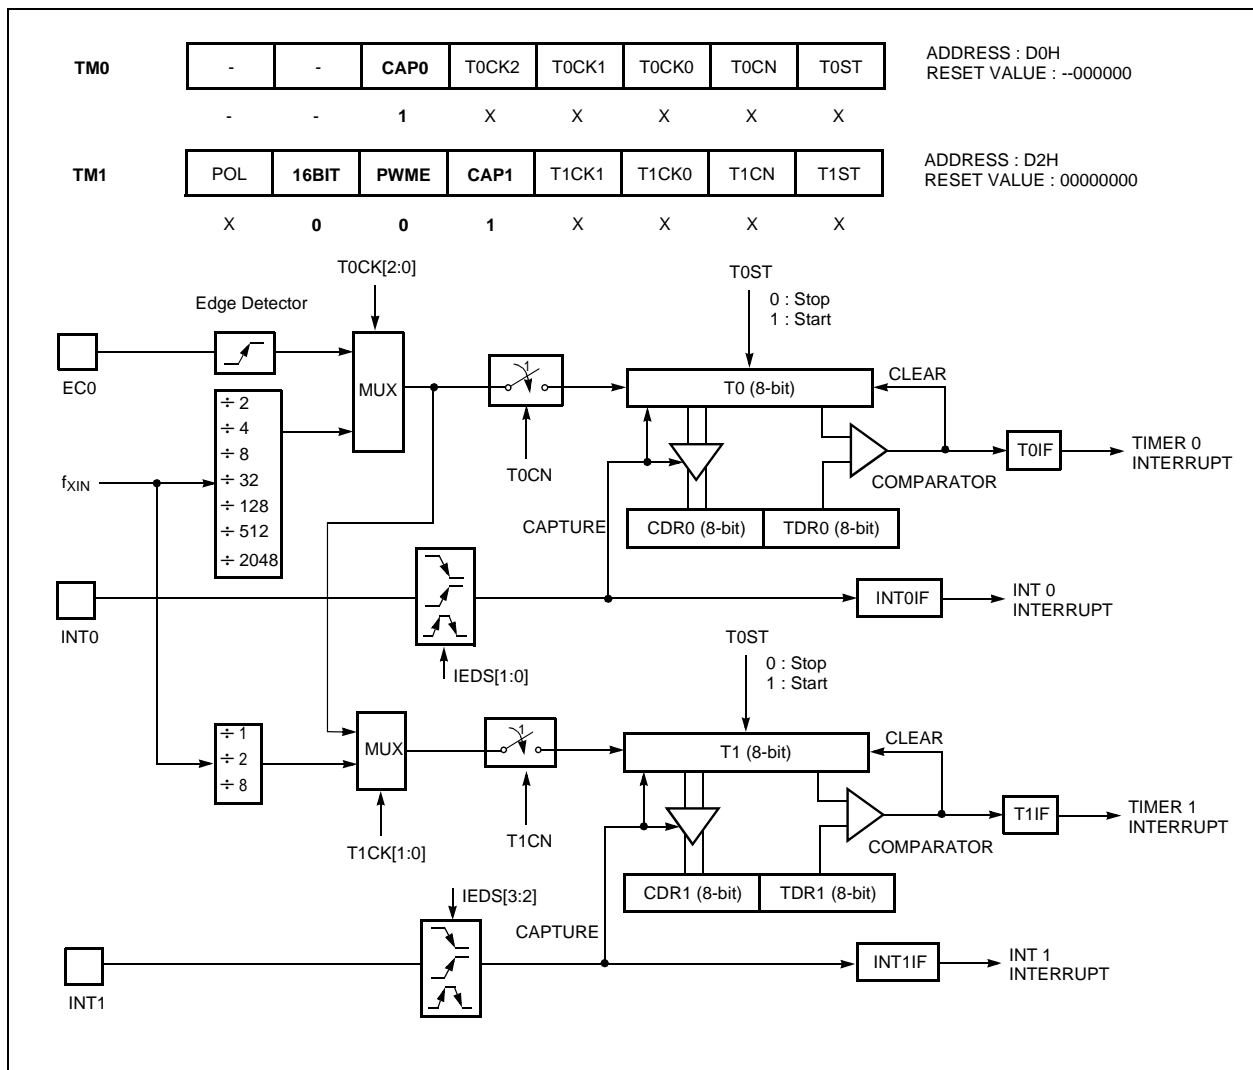 TM0 - - CAP0 T0CK2 T0CK1 T0CK0 T0CN T0ST
ADDRESS : D0H
RESET VALUE : --000000
- - 1 X X X X X
TM1 POL 16BIT PWME CAP1 T1CK1 T1CK0 T1CN T1ST
ADDRESS : D2H
RESET VALUE : 00000000
X 0 0 1 X X X X
T0CK[2:0]
T0ST
0 : Stop
1 : Start
Edge Detector
EC0
MUX
1
T0CN
T0 (8-bit)
CLEAR
÷ 2
÷ 4
÷ 8
÷ 32
÷ 128
÷ 512
÷ 2048
fXIN
COMPARATOR
T0IF
TIMER 0
INTERRUPT
CAPTURE
CDR0 (8-bit)
TDR0 (8-bit)
INT0
IEDS[1:0]
INT0IF
INT 0
INTERRUPT
T0ST
0 : Stop
1 : Start
÷ 1
÷ 2
÷ 8
MUX
T1CK[1:0]
1
T1CN
T1 (8-bit)
CLEAR
COMPARATOR
T1IF
TIMER 1
INTERRUPT
CDR1 (8-bit)
TDR1 (8-bit)
IEDS[3:2]
CAPTURE
INT1
INT1IF
INT 1
INTERRUPT